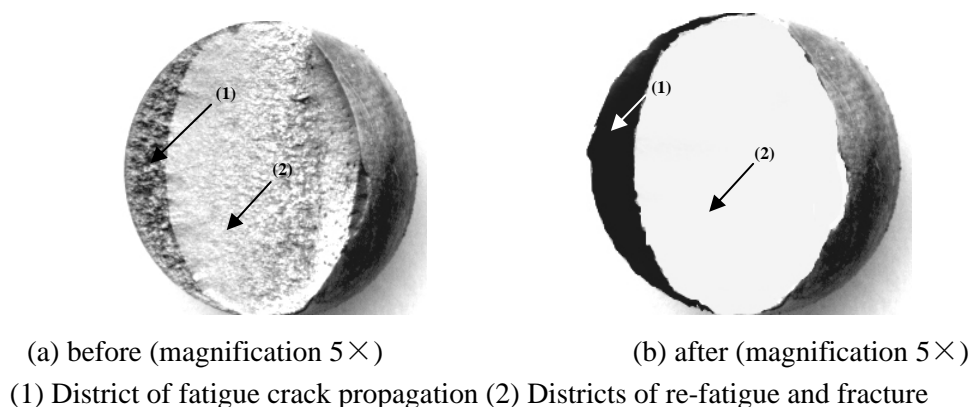 (1)
(2)
(1)
(2)
(a) before (magnification 5×) (b) after (magnification 5×)
(1) District of fatigue crack propagation (2) Districts of re-fatigue and fracture